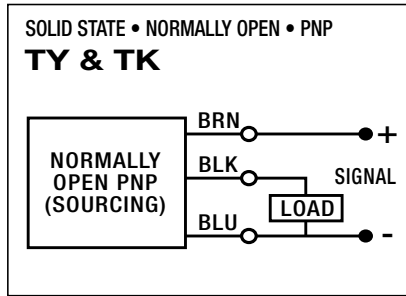 SOLID STATE • NORMALLY OPEN • PNP
TY & TK
BRN
+
NORMALLY
OPEN PNP
(SOURCING)
BLK
SIGNAL
LOAD
BLU
-